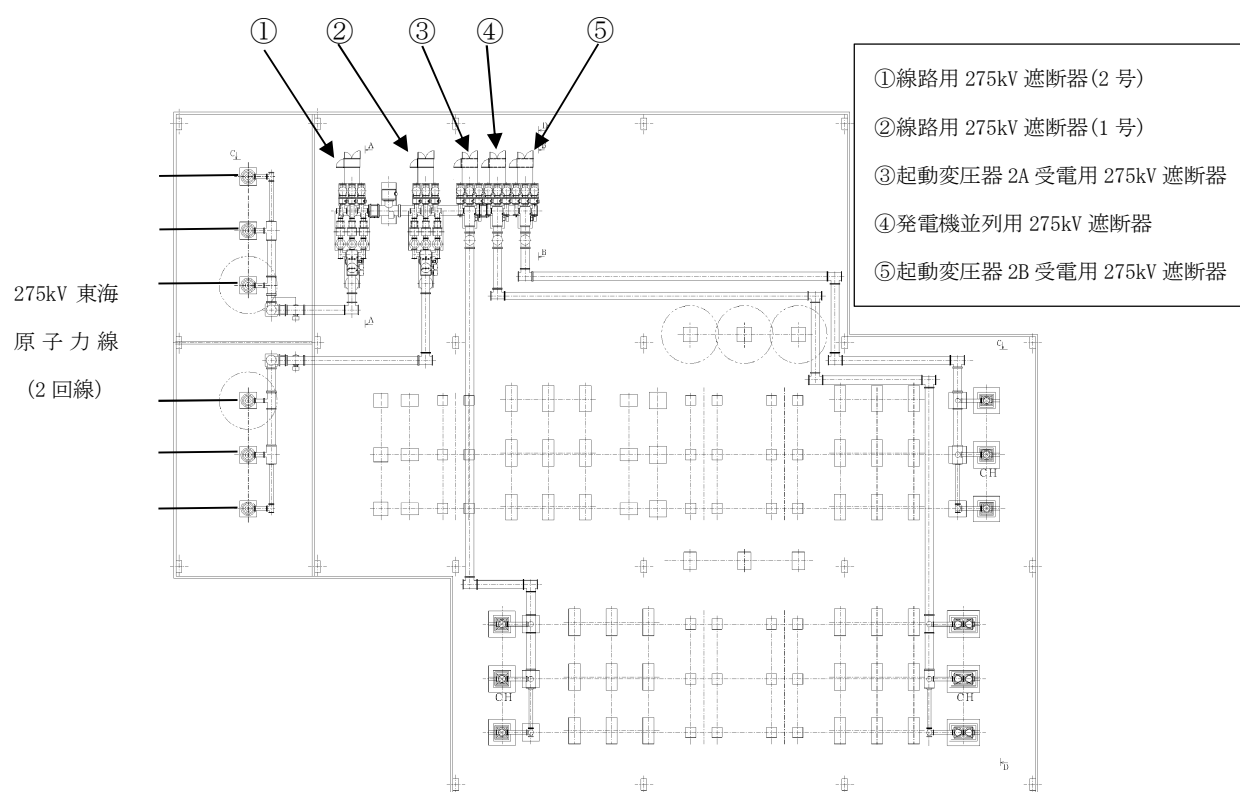 ① ② ③ ④ ⑤
①線路用 275kV 遮断器(2 号)
②線路用 275kV 遮断器(1 号)
③起動変圧器 2A 受電用 275kV 遮断器
④発電機並列用 275kV 遮断器
⑤起動変圧器 2B 受電用 275kV 遮断器
275kV 東海
原子力線
(2 回線)
A
A
B
C
C
D
D
CH
CH
CH